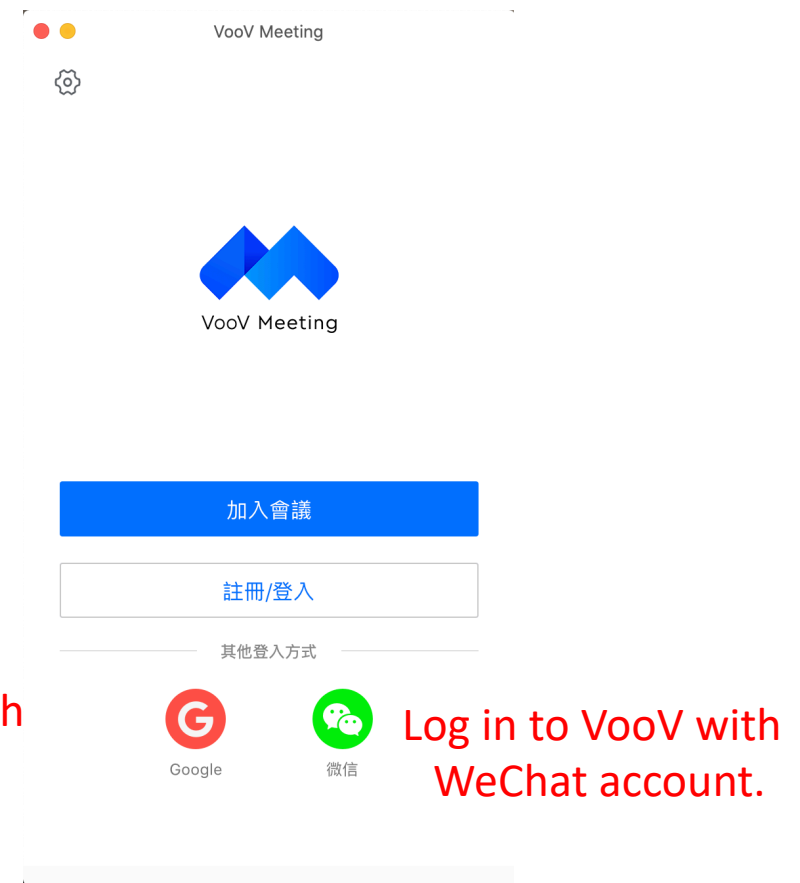 VooV Meeting
VooV Meeting
加入會議
註冊/登入
其他登入方式
h
Log in to VooV with
WeChat account.
Google
微信